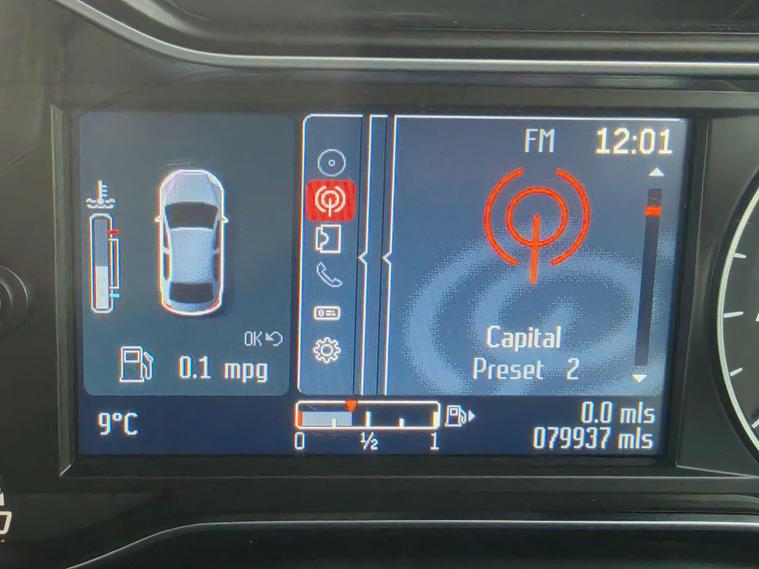 FM 12:01
OK
0.1 mpg
Capital
Preset 2
9°C
0 ½ 1
0.0 mls
079937 mls